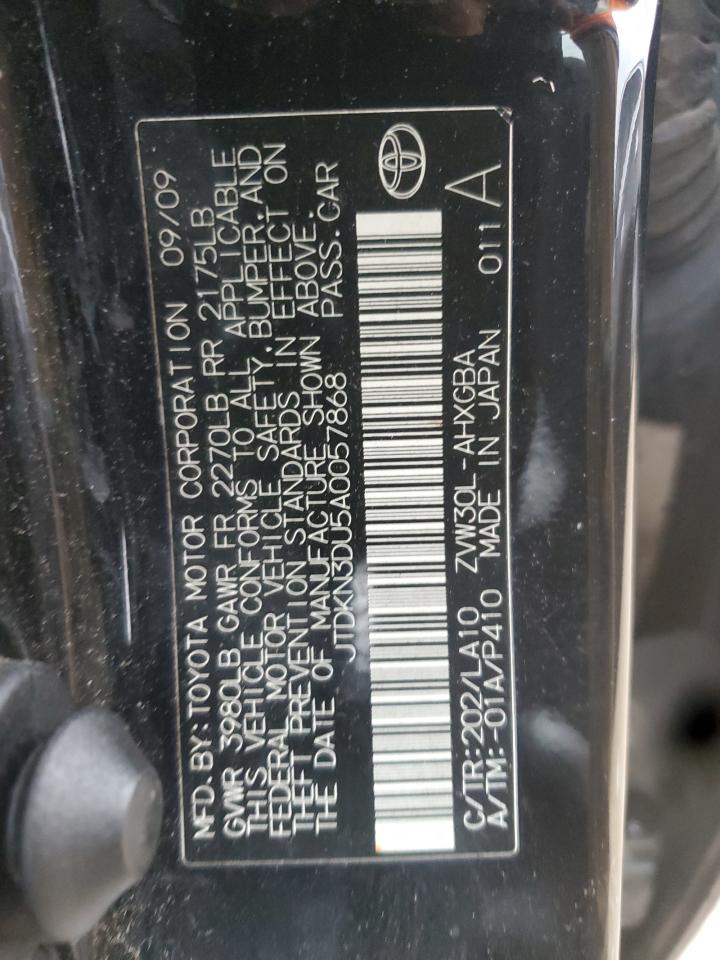 MFD.BY:TOYOTA MOTOR CORPORATION 09/09
GVWR 3980LB GAWR FR 2270LB RR 2175LB
THIS VEHICLE CONFORMS TO ALL APPLICABLE
FEDERAL MOTOR VEHICLE SAFETY,BUMPER,AND
THEFT PREVENTION STANDARDS IN EFFECT ON
THE DATE OF MANUFACTURE SHOWN ABOVE.
JTDKN3DU5A0057868 PASS.CAR
C/TR:202/LA10 ZVW30L-AHXGBA
A/TM:-01A/P410 MADE IN JAPAN 011 A